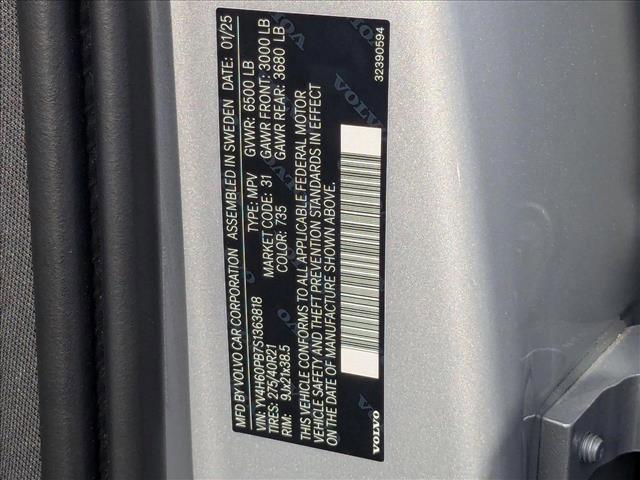 MFD BY VOLVO CAR CORPORATION ASSEMBLED IN SWEDEN DATE: 01/25
VIN: YV4H60PB7S1363818 TYPE: MPV GVWR: 6500 LB
TIRES: 275/40R21 MARKET CODE: 31 GAWR FRONT: 3000 LB
RIM: 9Jx21x38.5 COLOR: 735 GAWR REAR: 3680 LB
THIS VEHICLE CONFORMS TO ALL APPLICABLE FEDERAL MOTOR
VEHICLE SAFETY AND THEFT PREVENTION STANDARDS IN EFFECT
ON THE DATE OF MANUFACTURE SHOWN ABOVE.
VOLVO 32390594